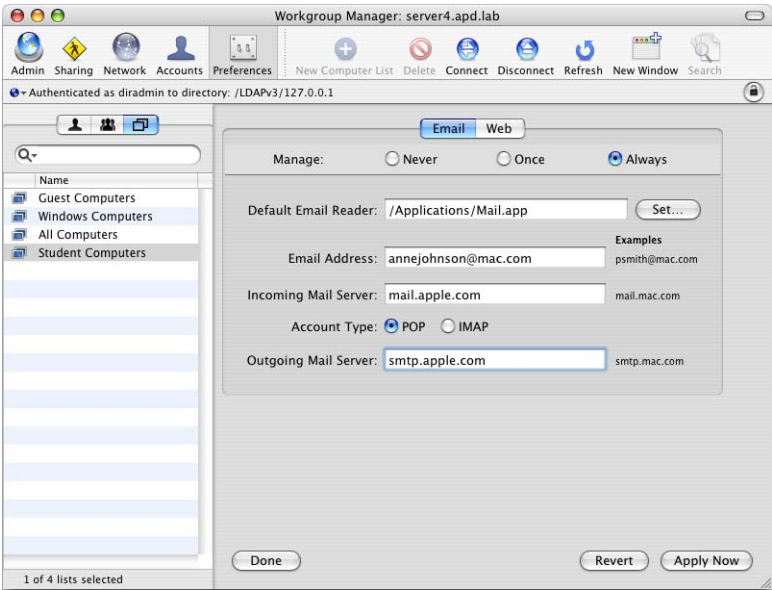 Workgroup Manager: server4.apd.lab
Admin Sharing Network Accounts Preferences New Computer List Delete Connect Disconnect Refresh New Window Search
Authenticated as diradmin to directory: /LDAPv3/127.0.0.1
Email Web
Manage: Never Once Always
Name
Guest Computers
Windows Computers
All Computers
Student Computers
Default Email Reader: /Applications/Mail.app Set...
Examples
Email Address: annejohnson@mac.com psmith@mac.com
Incoming Mail Server: mail.apple.com mail.mac.com
Account Type: POP IMAP
Outgoing Mail Server: smtp.apple.com smtp.mac.com
Done Revert Apply Now
1 of 4 lists selected